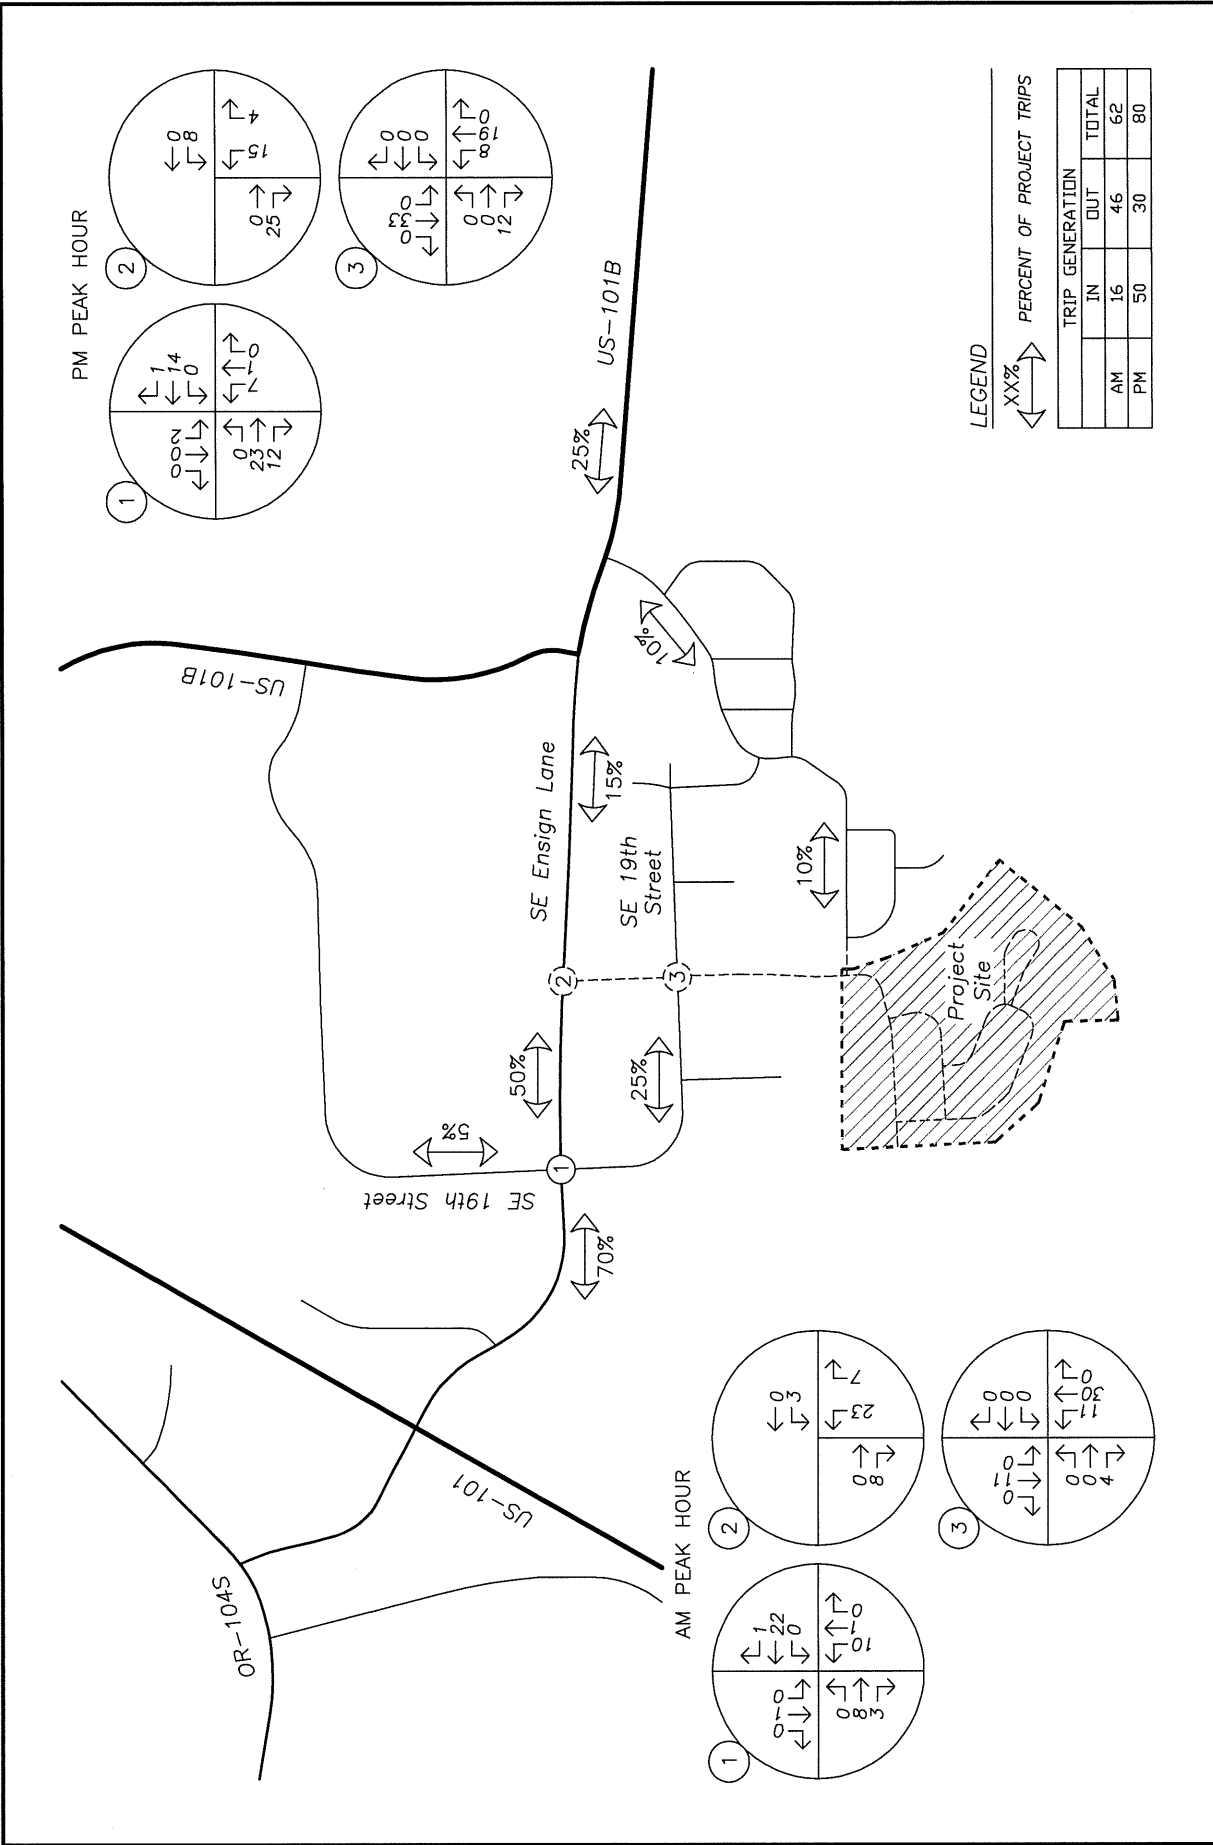 PM PEAK HOUR
1
0 0 2
1
14
0
0
23
12
7 1 0
2
0
8
0
25
15 4
3
0 33 0
0
0
0
0
0
12
8 19 0
OR-104S
US-101
US-101B
US-101B
SE 19th Street
SE Ensign Lane
SE 19th
Street
5%
50%
70%
15%
25%
25%
10%
10%
Project
Site
AM PEAK HOUR
1
0 1 0
1
22
0
0
8
3
10 1 0
2
0
3
0
8
23 7
3
0 11 0
0
0
0
0
0
4
11 30 0
1
2
3
LEGEND
XX% PERCENT OF PROJECT TRIPS
TRIP GENERATION
IN OUT TOTAL
AM 16 46 62
PM 50 30 80